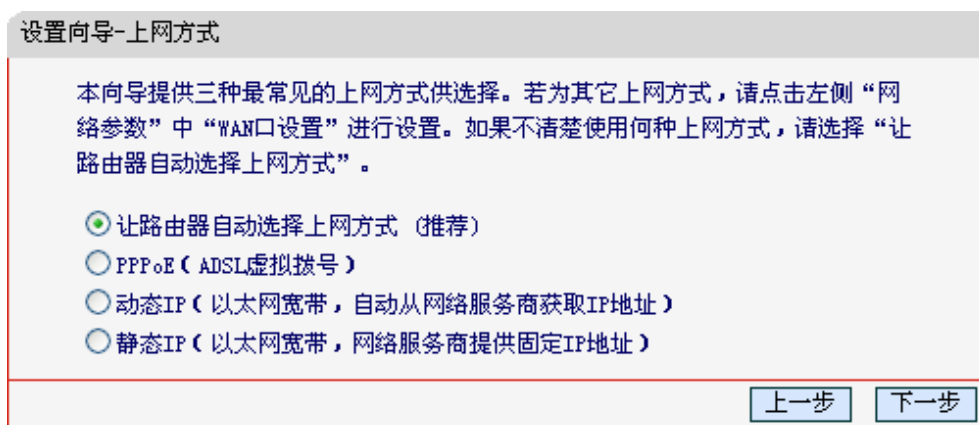 设置向导-上网方式
本向导提供三种最常见的上网方式供选择。若为其它上网方式，请点击左侧“网
络参数”中“WAN口设置”进行设置。如果不清楚使用何种上网方式，请选择“让
路由器自动选择上网方式”。
让路由器自动选择上网方式（推荐）
PPPoE（ADSL虚拟拨号）
动态IP（以太网宽带，自动从网络服务商获取IP地址）
静态IP（以太网宽带，网络服务商提供固定IP地址）
上一步 下一步